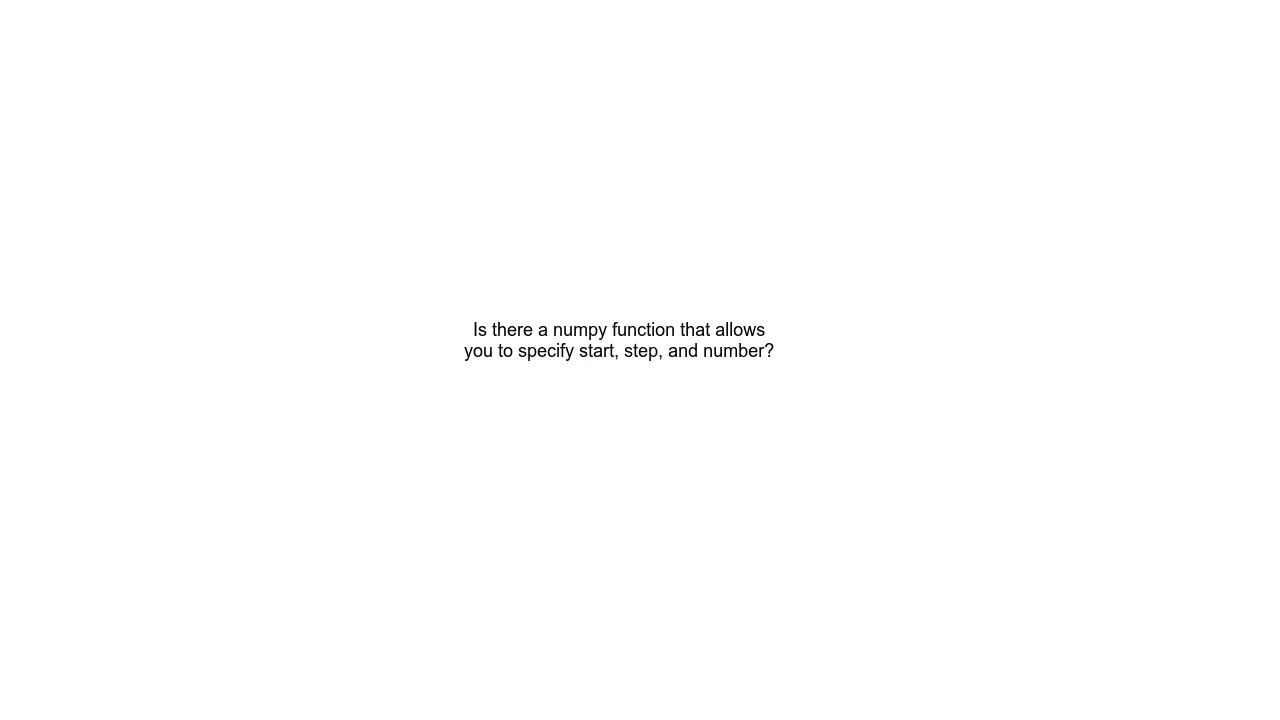 Is there a numpy function that allows
you to specify start, step, and number?